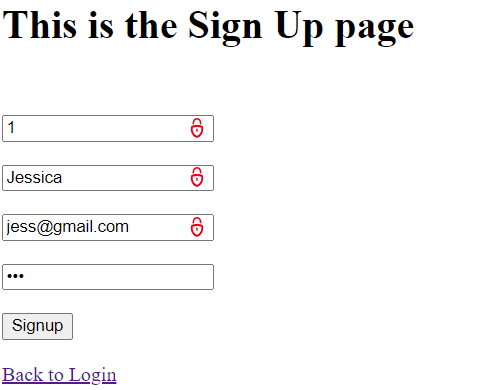 This is the Sign Up page
1
Jessica
jess@gmail.com
•••
Signup
Back to Login